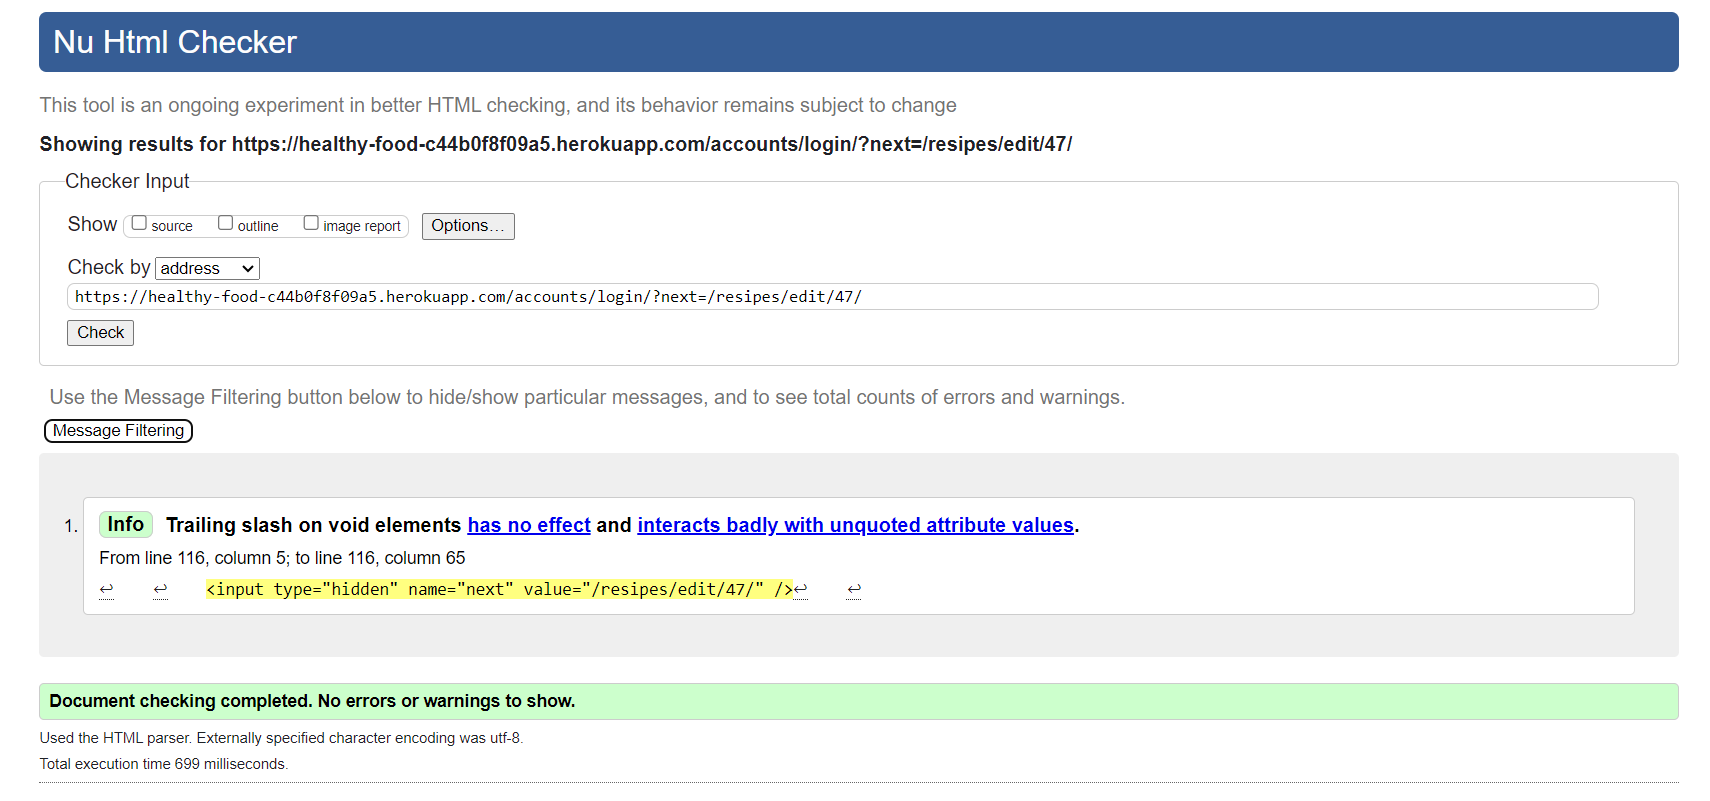 Nu Html Checker
This tool is an ongoing experiment in better HTML checking, and its behavior remains subject to change
Showing results for https://healthy-food-c44b0f8f09a5.herokuapp.com/accounts/login/?next=/resipes/edit/47/
Checker Input
Show source outline image report Options…
Check by address
https://healthy-food-c44b0f8f09a5.herokuapp.com/accounts/login/?next=/resipes/edit/47/
Check
Use the Message Filtering button below to hide/show particular messages, and to see total counts of errors and warnings.
Message Filtering
1. Info Trailing slash on void elements has no effect and interacts badly with unquoted attribute values.
From line 116, column 5; to line 116, column 65
↩ ↩ <input type="hidden" name="next" value="/resipes/edit/47/" />↩ ↩
Document checking completed. No errors or warnings to show.
Used the HTML parser. Externally specified character encoding was utf-8.
Total execution time 699 milliseconds.